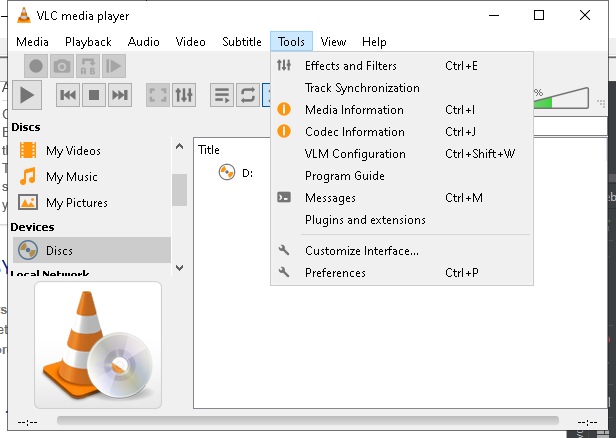 VLC media player
Media Playback Audio Video Subtitle Tools View Help
Effects and Filters Ctrl+E
Track Synchronization
Media Information Ctrl+I
Codec Information Ctrl+J
VLM Configuration Ctrl+Shift+W
Program Guide
Messages Ctrl+M
Plugins and extensions
Customize Interface...
Preferences Ctrl+P
%
Discs
My Videos
My Music
My Pictures
Devices
Discs
Local Network
Title
D:
--:-- --:--